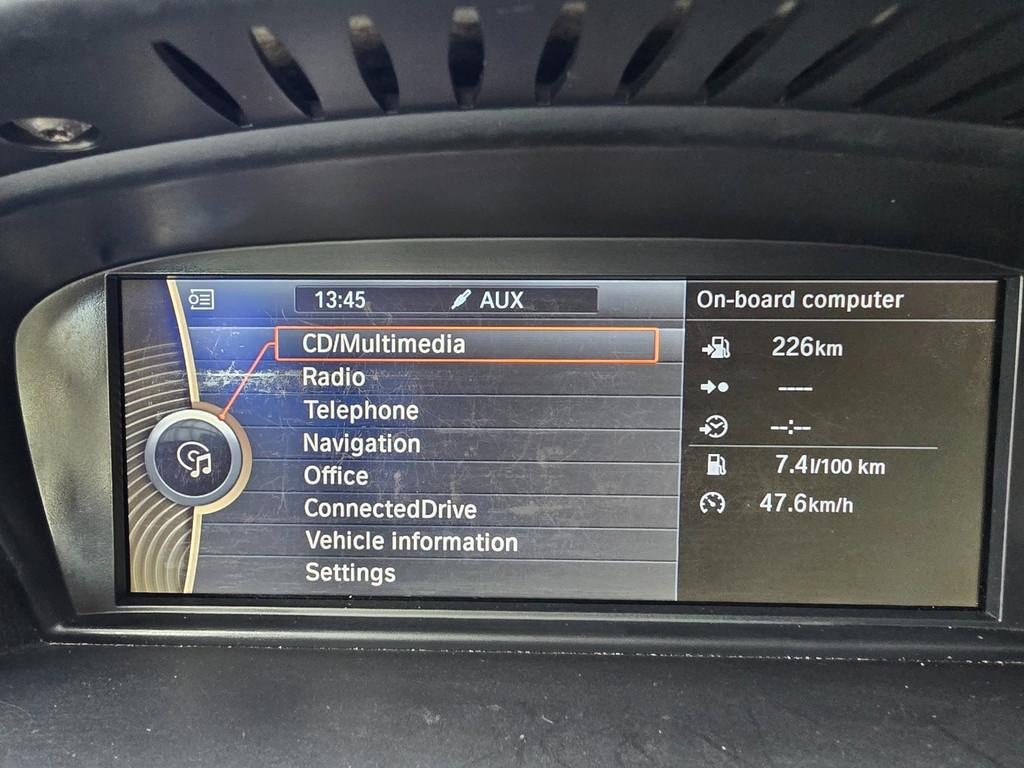 13:45 AUX
CD/Multimedia
Radio
Telephone
Navigation
Office
ConnectedDrive
Vehicle information
Settings
On-board computer
226km
----
--:--
7.4l/100 km
47.6km/h